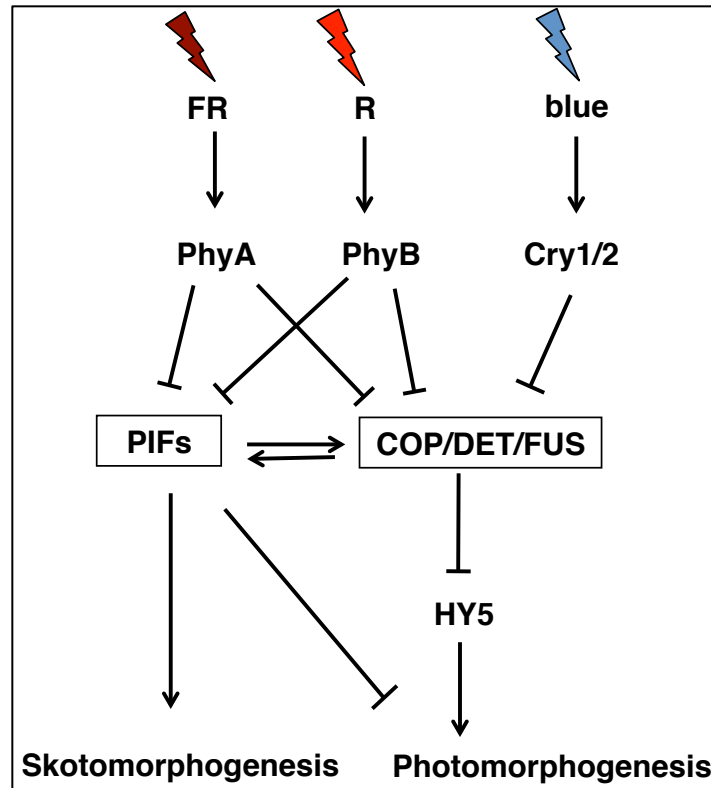 FR R blue
PhyA PhyB Cry1/2
PIFs COP/DET/FUS
HY5
Skotomorphogenesis Photomorphogenesis